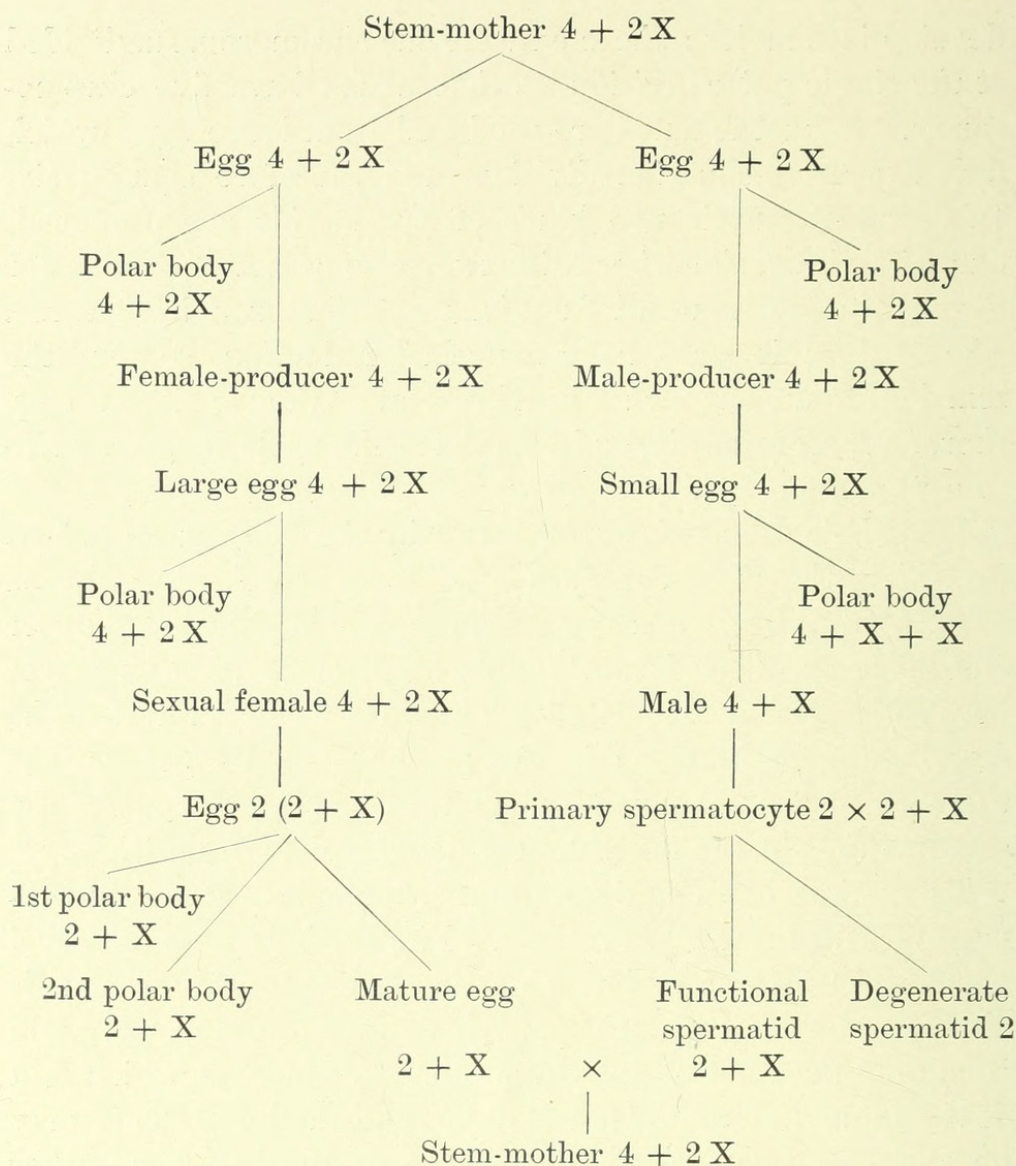 Stem-mother 4 + 2 X
Egg 4 + 2 X Egg 4 + 2 X
Polar body Polar body
4 + 2 X 4 + 2 X
Female-producer 4 + 2 X Male-producer 4 + 2 X
Large egg 4 + 2 X Small egg 4 + 2 X
Polar body Polar body
4 + 2 X 4 + X + X
Sexual female 4 + 2 X Male 4 + X
Egg 2 (2 + X) Primary spermatocyte 2 × 2 + X
1st polar body
2 + X
2nd polar body Mature egg Functional Degenerate
2 + X spermatid spermatid 2
2 + X × 2 + X
Stem-mother 4 + 2 X